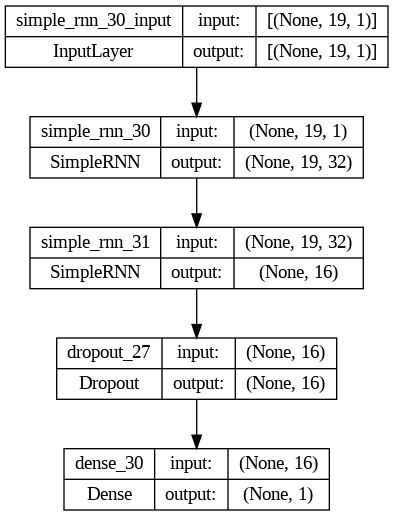 simple_rnn_30_input input: [(None, 19, 1)]
InputLayer output: [(None, 19, 1)]
simple_rnn_30 input: (None, 19, 1)
SimpleRNN output: (None, 19, 32)
simple_rnn_31 input: (None, 19, 32)
SimpleRNN output: (None, 16)
dropout_27 input: (None, 16)
Dropout output: (None, 16)
dense_30 input: (None, 16)
Dense output: (None, 1)